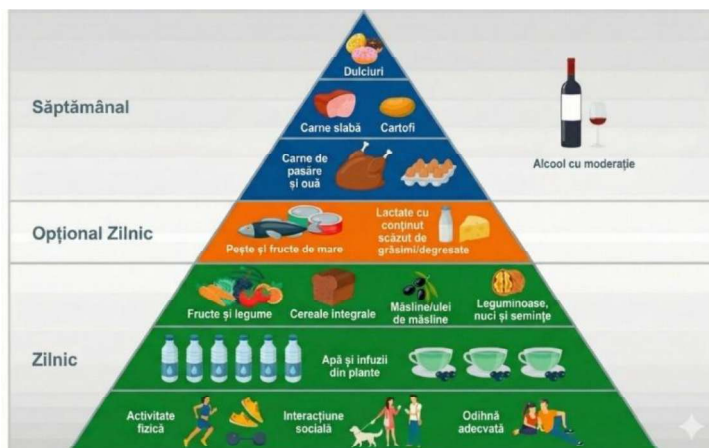 Dulciuri
Săptămânal
Carne slabă
Cartofi
Carne de
pasăre
și ouă
Alcool cu moderație
Opțional Zilnic
Pește și fructe de mare
Lactate cu
conținut
scăzut de
grăsimi/degresate
Fructe și legume
Cereale integrale
Măsline/ulei
de măsline
Leguminoase,
nuci și semințe
Zilnic
Apă și infuzii
din plante
Activitate
fizică
Interacțiune
socială
Odihnă
adecvată